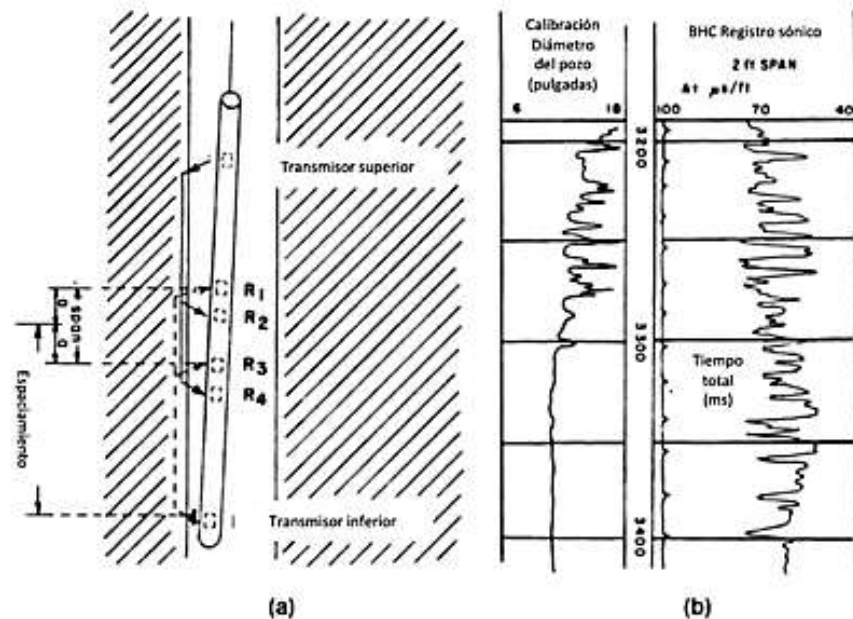 Transmisor superior
R1
R2
R3
R4
D
D
SPAN
Espaciamiento
Transmisor inferior
(a)
Calibración
Diámetro
del pozo
(pulgadas)
6
BHC Registro sónico
2 ft SPAN
Δt μs/ft
100
70
40
3200
3300
Tiempo
total
(ms)
3400
(b)